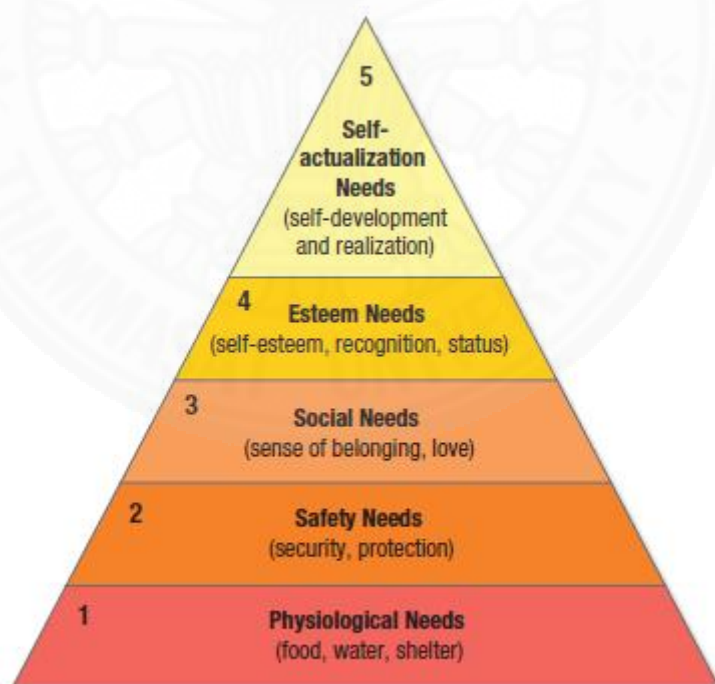 5
Self-
actualization
Needs
(self-development
and realization)
4
Esteem Needs
(self-esteem, recognition, status)
3
Social Needs
(sense of belonging, love)
2
Safety Needs
(security, protection)
1
Physiological Needs
(food, water, shelter)